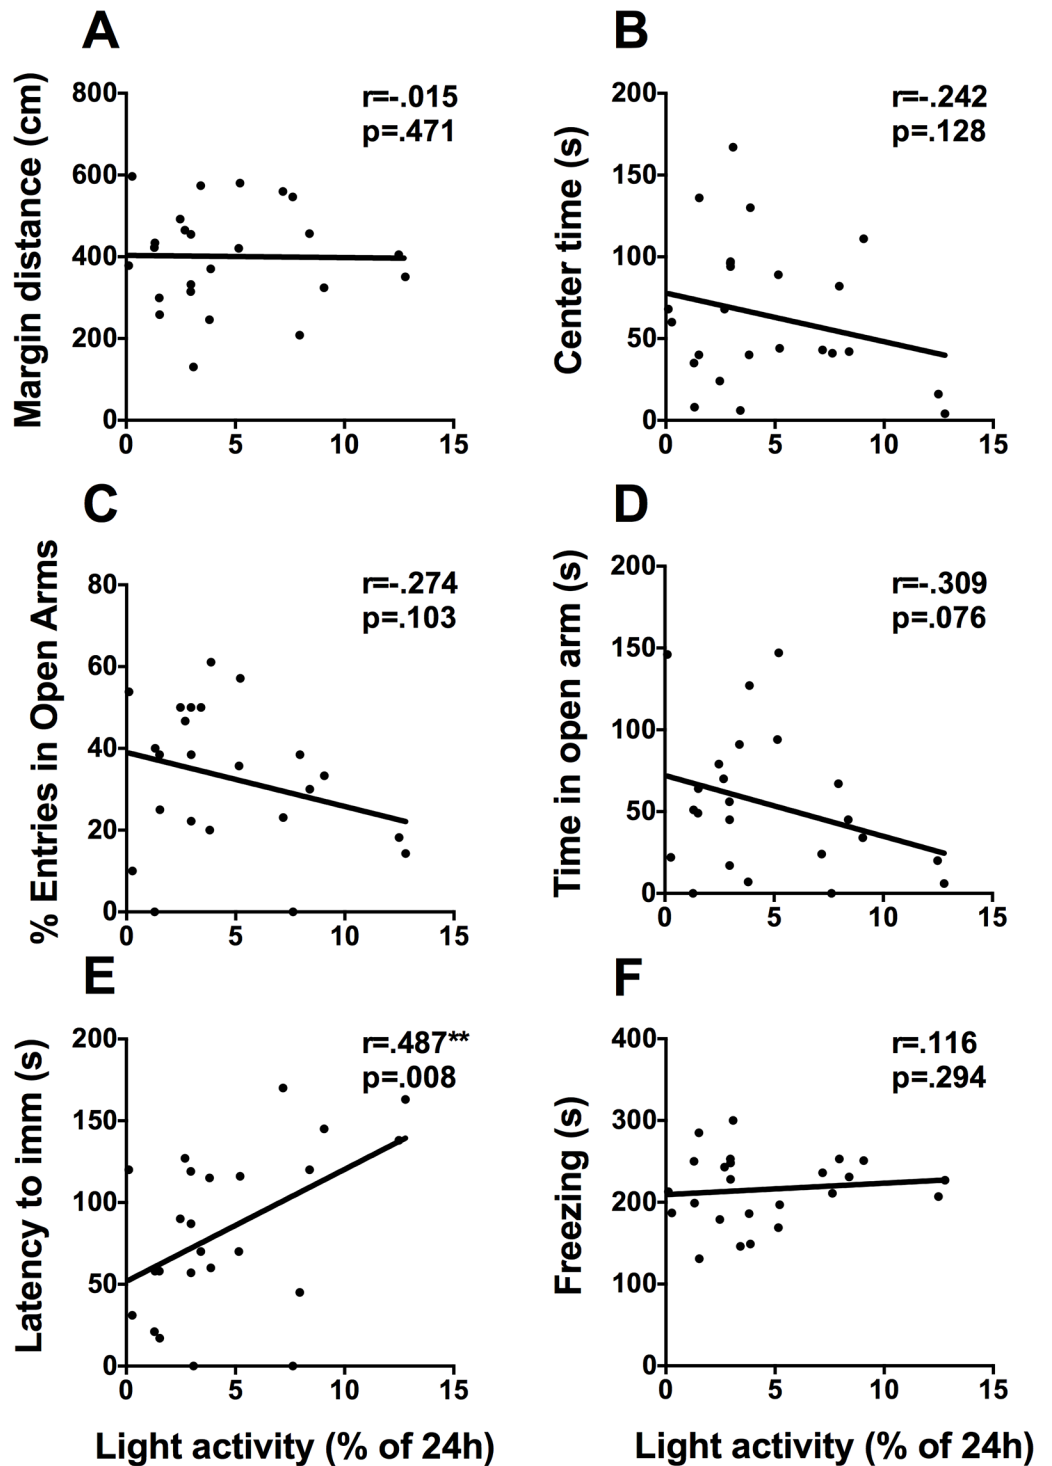 A
Margin distance (cm)
800
600
400
200
0
0 5 10 15
r=-.015
p=.471
B
Center time (s)
200
150
100
50
0
0 5 10 15
r=-.242
p=.128
C
% Entries in Open Arms
80
60
40
20
0
0 5 10 15
r=-.274
p=.103
D
Time in open arm (s)
200
150
100
50
0
0 5 10 15
r=-.309
p=.076
E
Latency to imm (s)
200
150
100
50
0
0 5 10 15
r=.487**
p=.008
Light activity (% of 24h)
F
Freezing (s)
400
300
200
100
0
0 5 10 15
r=.116
p=.294
Light activity (% of 24h)